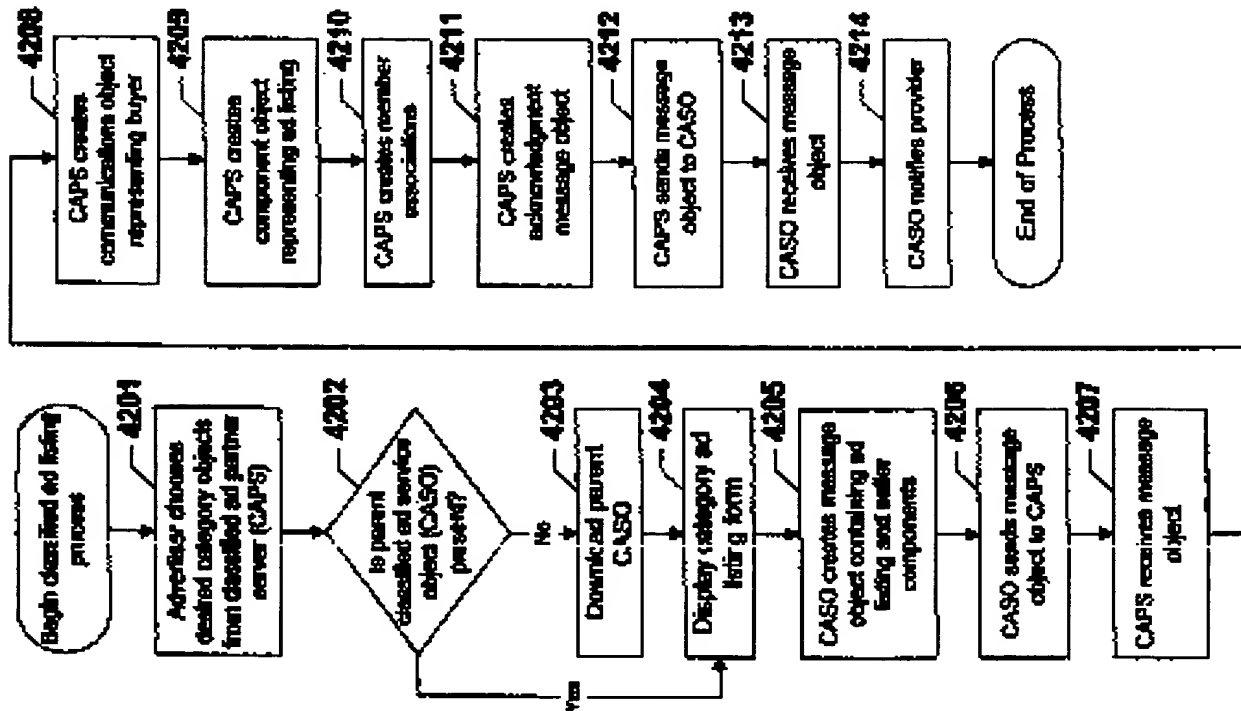 Begin classified ad listing
process
4201
Advertiser chooses
desired category objects
from classified ad partner
server (CAPS)
4202
Is parent
classified ad service
object (CASO)
present?
Yes
No
4203
Download parent
CASO
4204
Display category ad
listing form
4205
CASO creates message
object containing ad
listing and seller
components
4206
CASO sends message
object to CAPS
4207
CAPS receives message
object
4208
CAPS creates
communications object
representing buyer
4209
CAPS creates
component object
representing ad listing
4210
CAPS creates member
associations
4211
CAPS creates
acknowledgment
message object
4212
CAPS sends message
object to CASO
4213
CASO receives message
object
4214
CASO notifies provider
End of Process